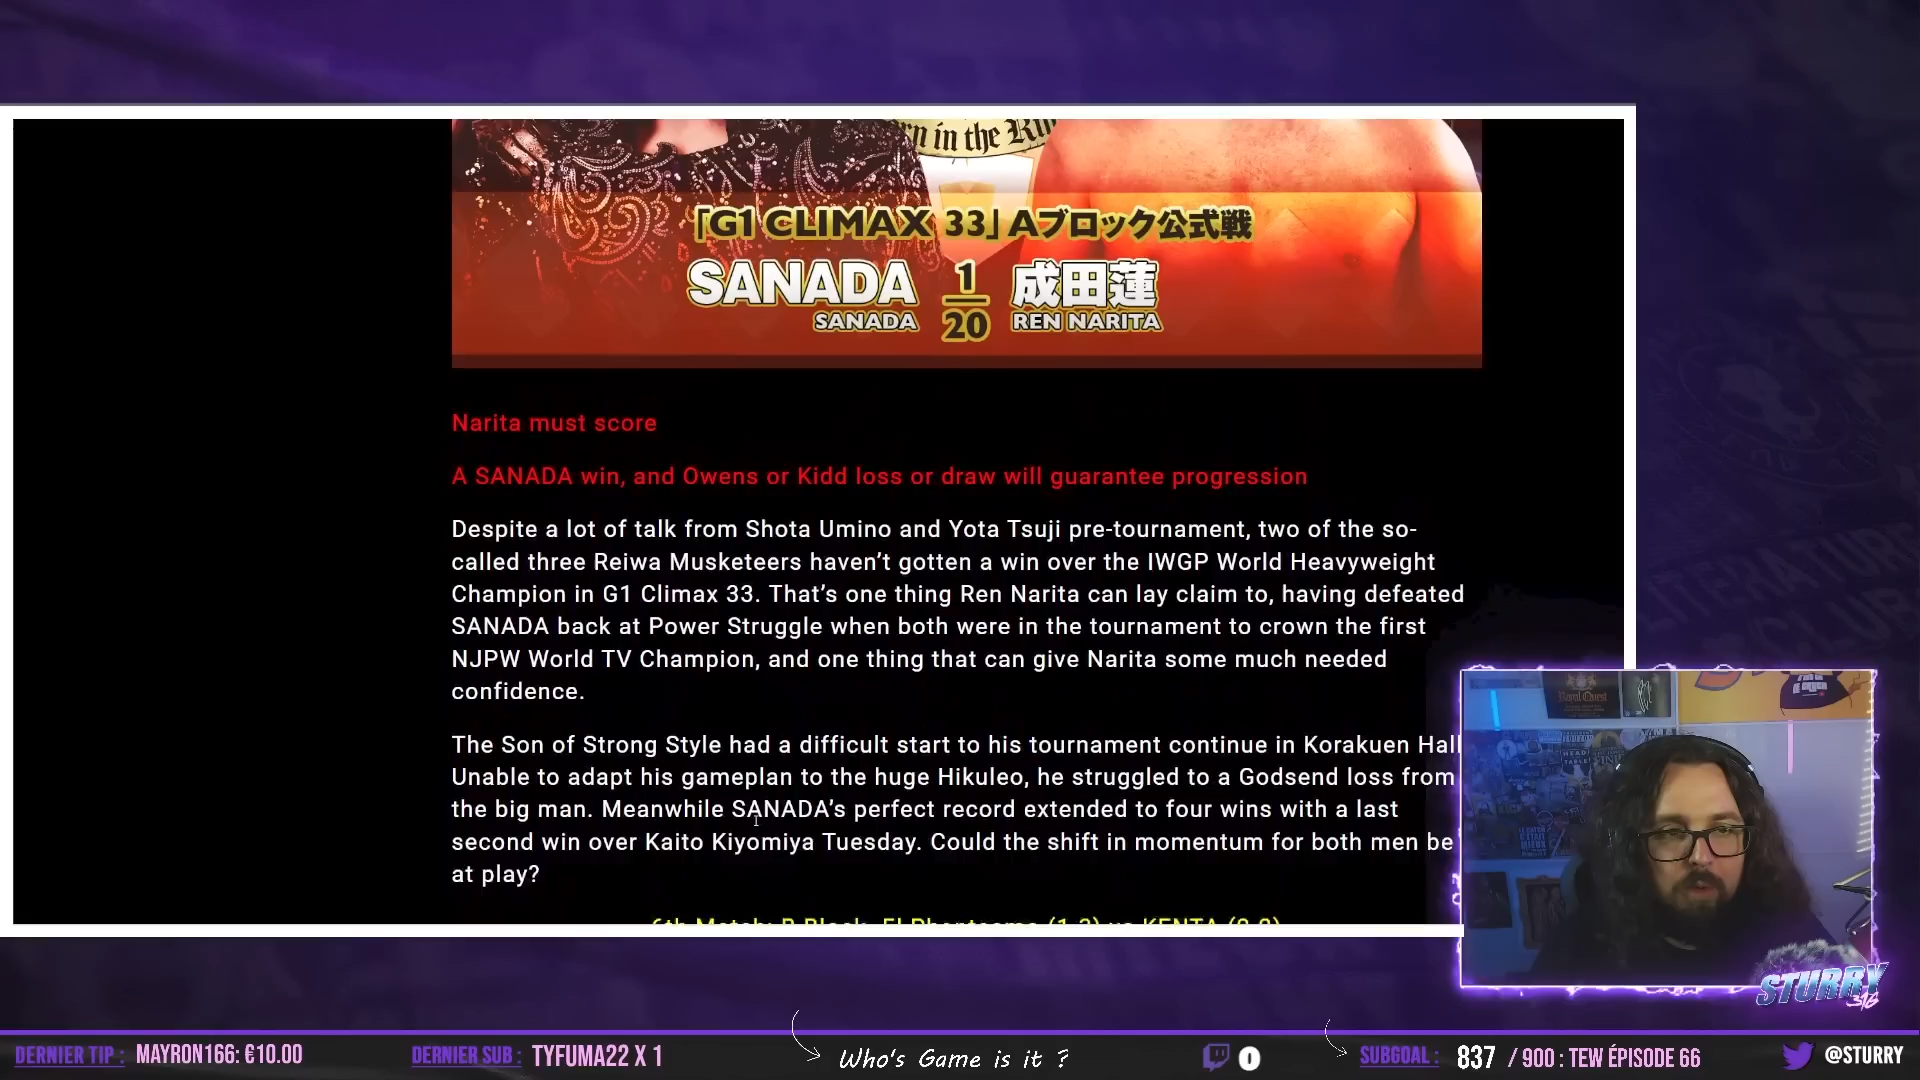 rn in the Rin
「G1 CLIMAX 33」Aブロック公式戦
SANADA 1/20 成田蓮
SANADA REN NARITA
Narita must score
A SANADA win, and Owens or Kidd loss or draw will guarantee progression
Despite a lot of talk from Shota Umino and Yota Tsuji pre-tournament, two of the so-
called three Reiwa Musketeers haven’t gotten a win over the IWGP World Heavyweight
Champion in G1 Climax 33. That’s one thing Ren Narita can lay claim to, having defeated
SANADA back at Power Struggle when both were in the tournament to crown the first
NJPW World TV Champion, and one thing that can give Narita some much needed
confidence.
The Son of Strong Style had a difficult start to his tournament continue in Korakuen Hall
Unable to adapt his gameplan to the huge Hikuleo, he struggled to a Godsend loss from
the big man. Meanwhile SANADA’s perfect record extended to four wins with a last
second win over Kaito Kiyomiya Tuesday. Could the shift in momentum for both men be
at play?
Royal Quest
STURRY
316
DERNIER TIP : MAYRON166: €10.00 DERNIER SUB : TYFUMA22 X 1 Who's Game is it ? 0 SUBGOAL : 837 / 900 : TEW ÉPISODE 66 @STURRY